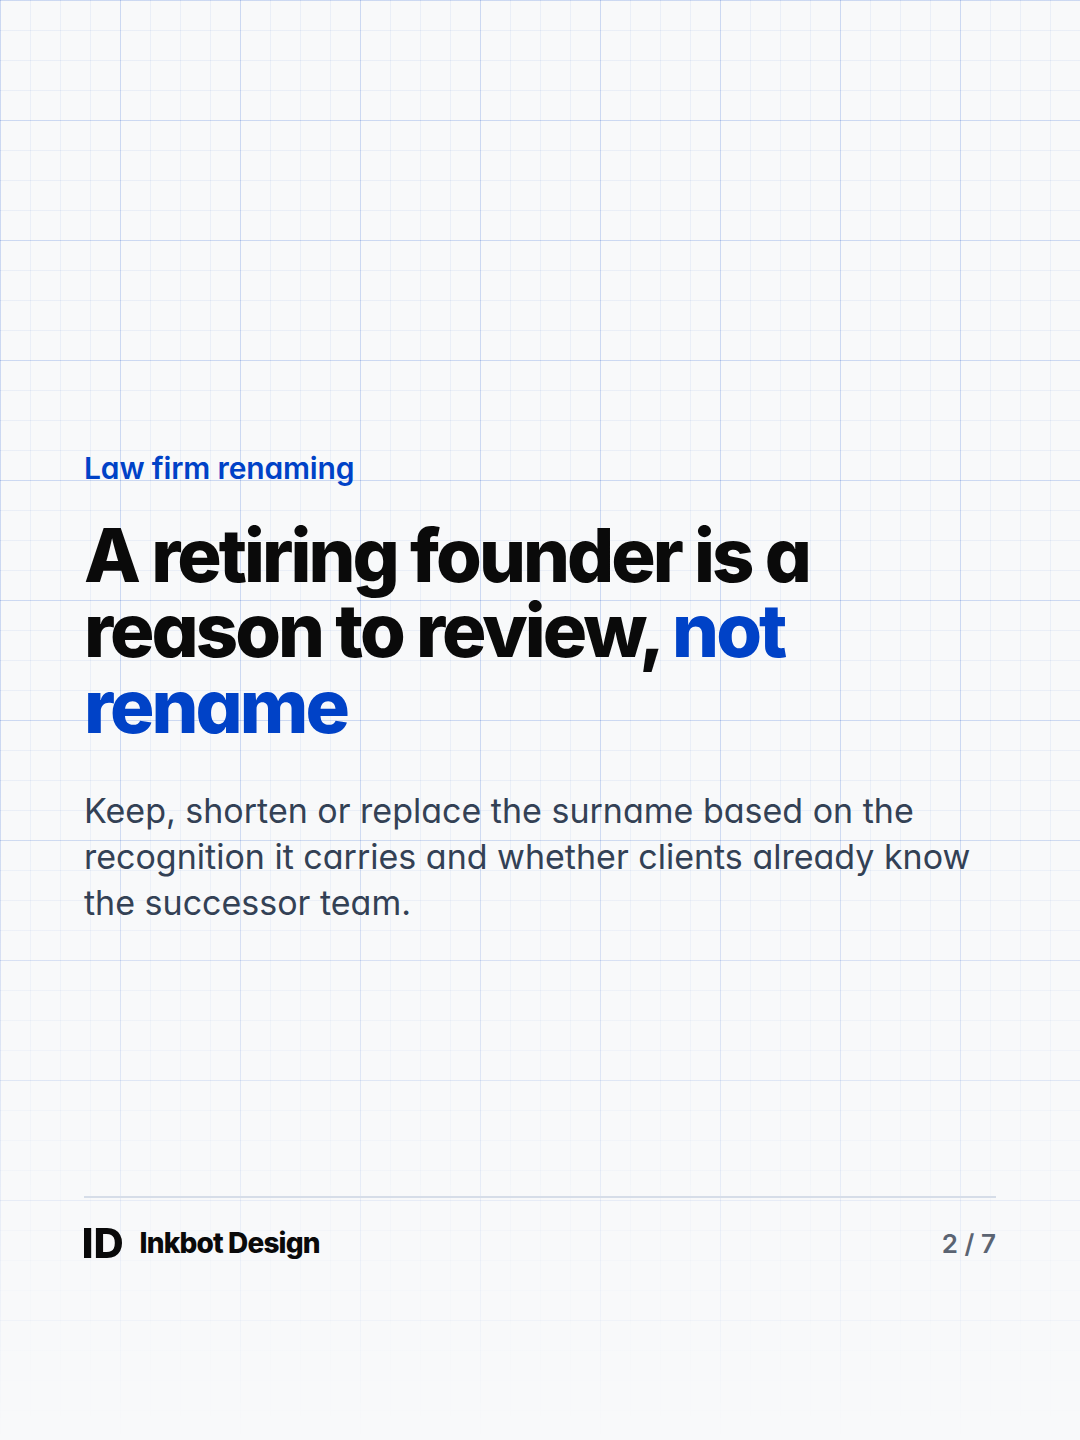 Law firm renaming
A retiring founder is a
reason to review, not
rename
Keep, shorten or replace the surname based on the
recognition it carries and whether clients already know
the successor team.
ID Inkbot Design
2 / 7